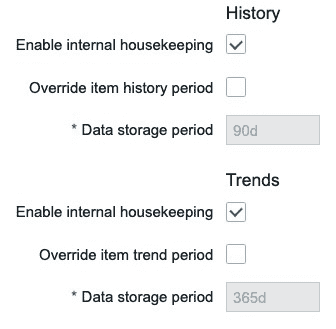 History
Enable internal housekeeping
Override item history period
* Data storage period 90d
Trends
Enable internal housekeeping
Override item trend period
* Data storage period 365d